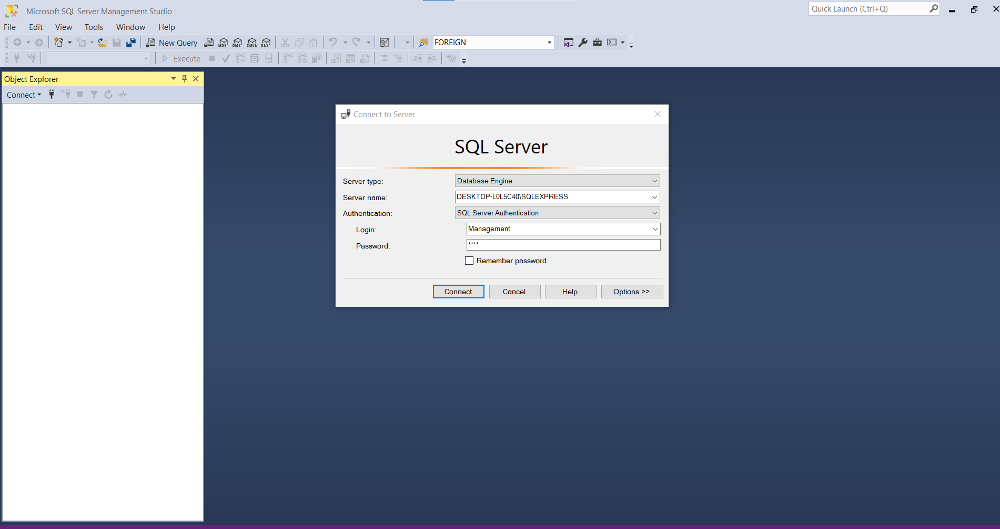 Microsoft SQL Server Management Studio
Quick Launch (Ctrl+Q)
File Edit View Tools Window Help
New Query MDX DMX XMLA DAX FOREIGN
Execute
Object Explorer
Connect
Connect to Server
SQL Server
Server type: Database Engine
Server name: DESKTOP-L0L5C40\SQLEXPRESS
Authentication: SQL Server Authentication
Login: Management
Password: ****
Remember password
Connect Cancel Help Options >>